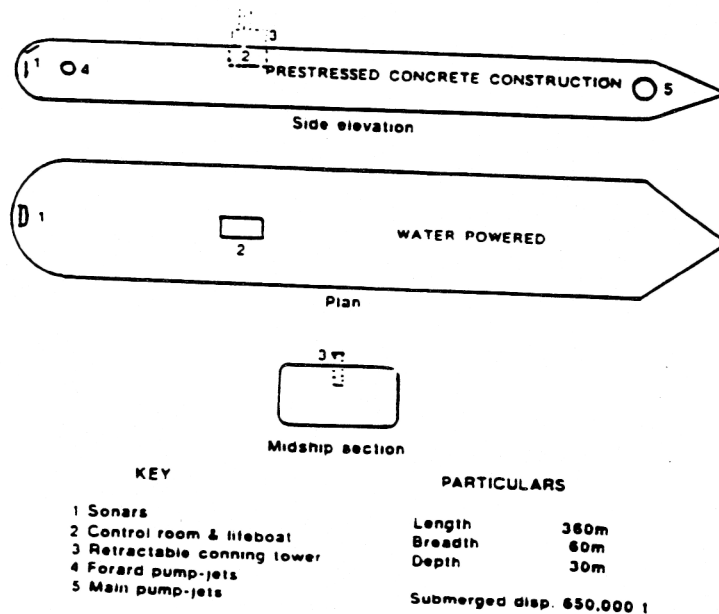 3
1
4
2
PRESTRESSED CONCRETE CONSTRUCTION
5
Side elevation
1
2
WATER POWERED
Plan
3
Midship section
KEY
1 Sonars
2 Control room & lifeboat
3 Retractable conning tower
4 Forard pump-jets
5 Main pump-jets
PARTICULARS
Length 360m
Breadth 60m
Depth 30m
Submerged disp. 650,000 t